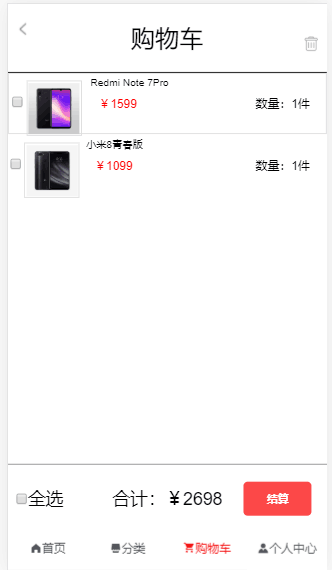 购物车
Redmi Note 7Pro
￥1599 数量：1件
小米8青春版
￥1099 数量：1件
全选 合计：￥2698 结算
首页 分类 购物车 个人中心